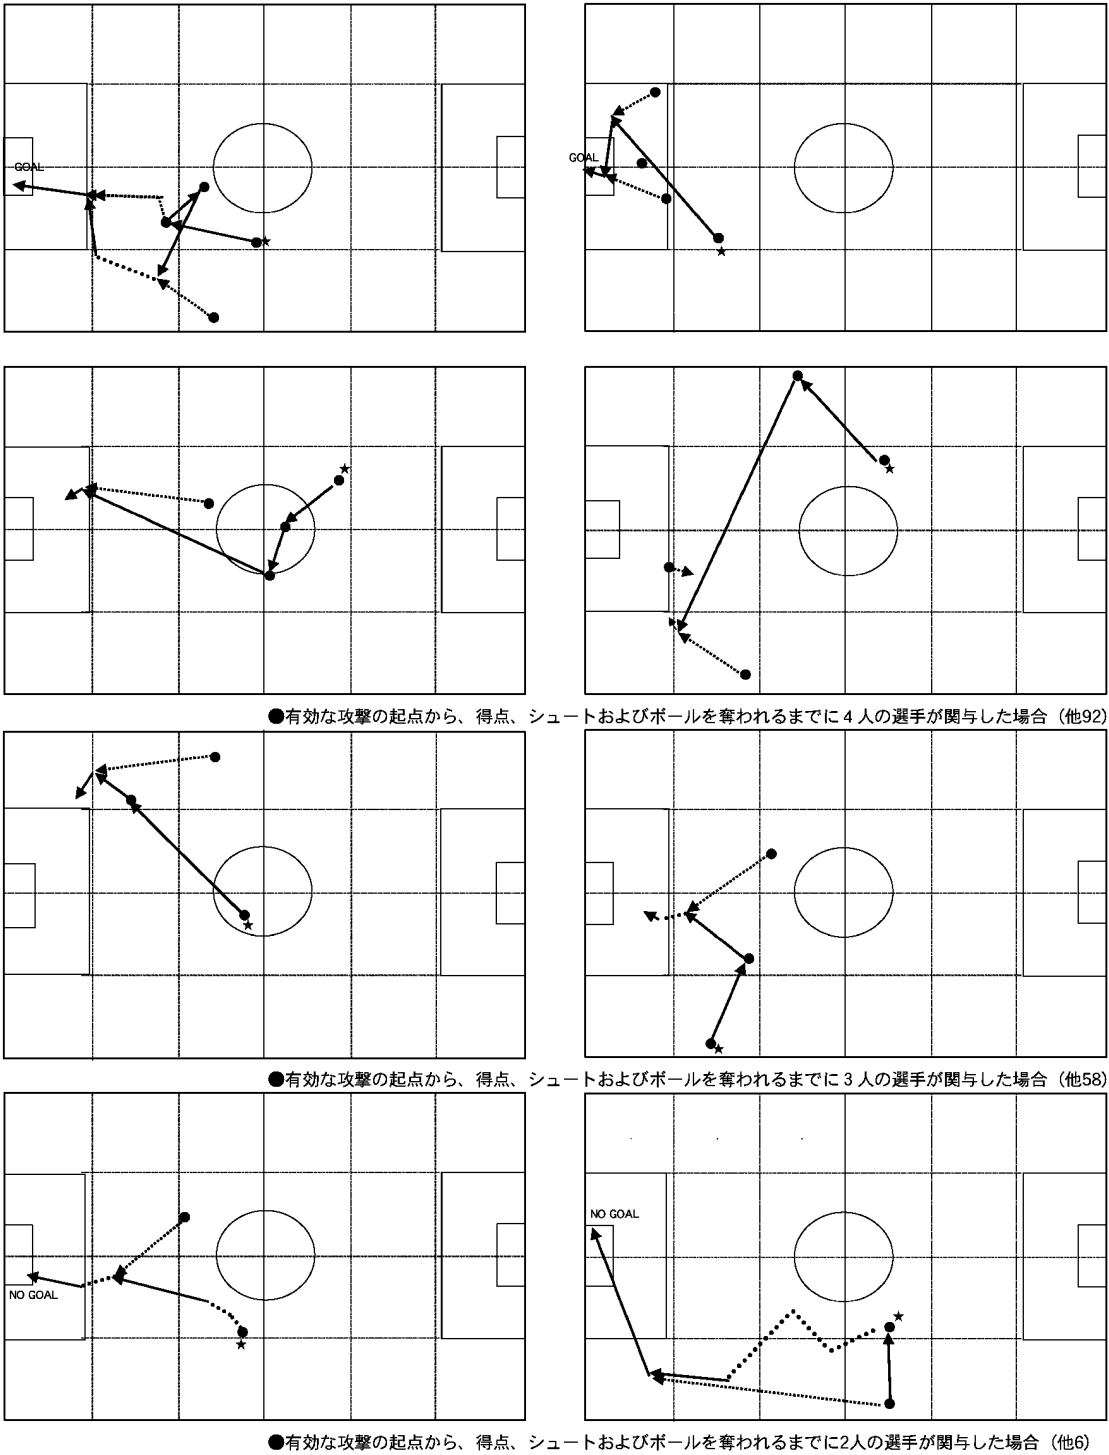 GOAL
GOAL
●有効な攻撃の起点から、得点、シュートおよびボールを奪われるまでに４人の選手が関与した場合（他92）
●有効な攻撃の起点から、得点、シュートおよびボールを奪われるまでに３人の選手が関与した場合（他58）
NO GOAL
NO GOAL
●有効な攻撃の起点から、得点、シュートおよびボールを奪われるまでに2人の選手が関与した場合（他6）